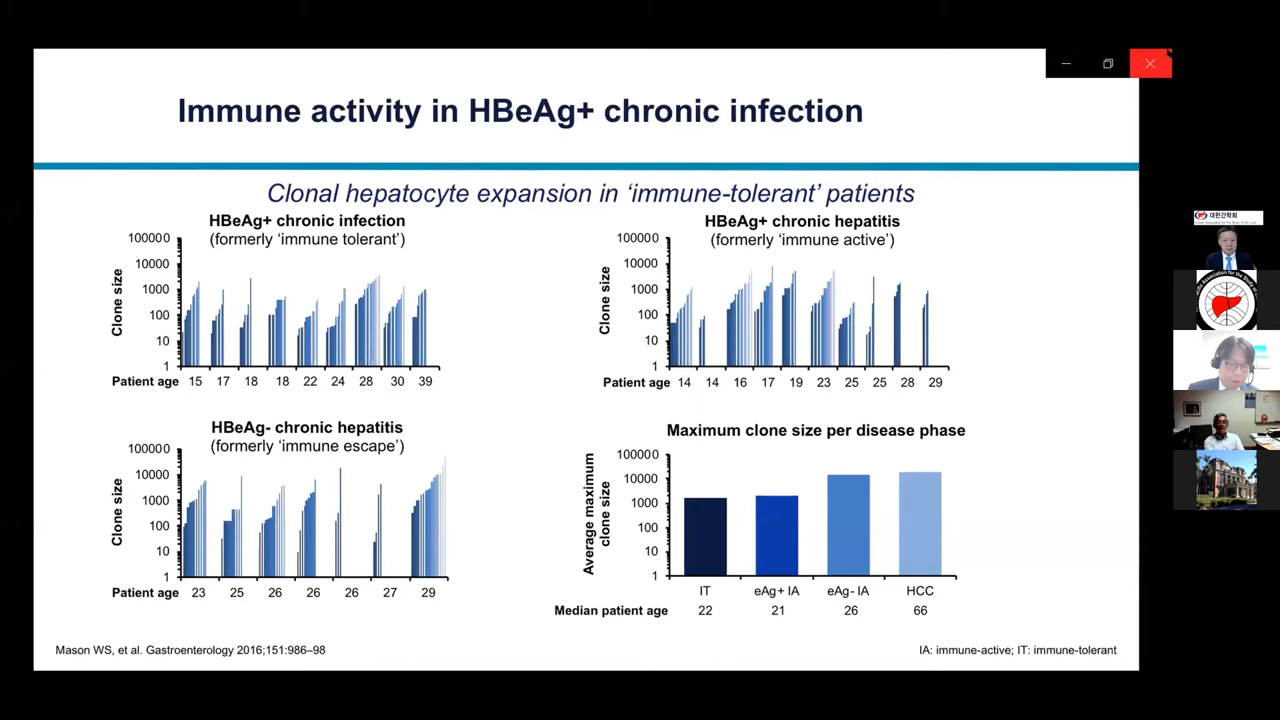 Immune activity in HBeAg+ chronic infection
Clonal hepatocyte expansion in ‘immune-tolerant’ patients
HBeAg+ chronic infection
(formerly ‘immune tolerant’)
Clone size
100000
10000
1000
100
10
1
Patient age 15 17 18 18 22 24 28 30 39
HBeAg+ chronic hepatitis
(formerly ‘immune active’)
Clone size
100000
10000
1000
100
10
1
Patient age 14 14 16 17 19 23 25 25 28 29
HBeAg- chronic hepatitis
(formerly ‘immune escape’)
Clone size
100000
10000
1000
100
10
1
Patient age 23 25 26 26 26 27 29
Maximum clone size per disease phase
Average maximum
clone size
100000
10000
1000
100
10
1
IT eAg+ IA eAg- IA HCC
Median patient age 22 21 26 66
Mason WS, et al. Gastroenterology 2016;151:986–98
IA: immune-active; IT: immune-tolerant
대한간학회